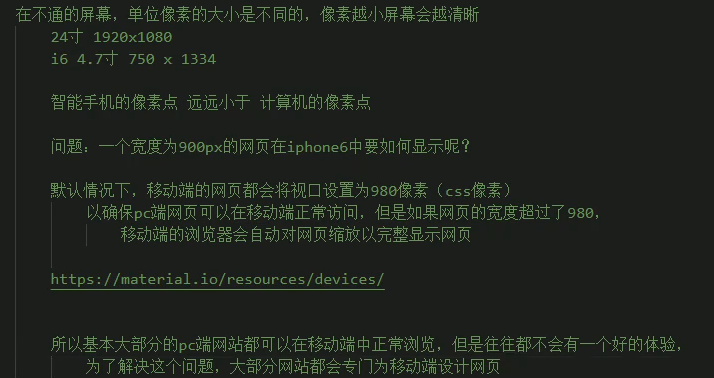 在不通的屏幕，单位像素的大小是不同的，像素越小屏幕会越清晰
24寸 1920x1080
i6 4.7寸 750 x 1334
智能手机的像素点 远远小于 计算机的像素点
问题：一个宽度为900px的网页在iphone6中要如何显示呢？
默认情况下，移动端的网页都会将视口设置为980像素（css像素）
以确保pc端网页可以在移动端正常访问，但是如果网页的宽度超过了980，
移动端的浏览器会自动对网页缩放以完整显示网页
https://material.io/resources/devices/
所以基本大部分的pc端网站都可以在移动端中正常浏览，但是往往都不会有一个好的体验，
为了解决这个问题，大部分网站都会专门为移动端设计网页